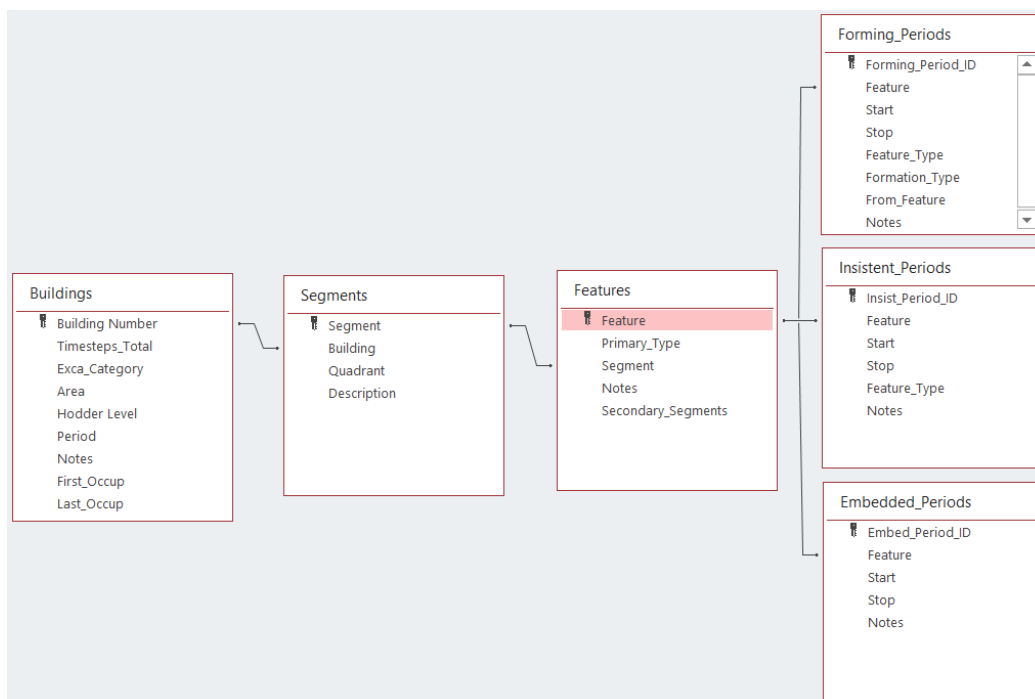 Buildings
Building Number
Timesteps_Total
Exca_Category
Area
Hodder Level
Period
Notes
First_Occup
Last_Occup
Segments
Segment
Building
Quadrant
Description
Features
Feature
Primary_Type
Segment
Notes
Secondary_Segments
Forming_Periods
Forming_Period_ID
Feature
Start
Stop
Feature_Type
Formation_Type
From_Feature
Notes
Insistent_Periods
Insist_Period_ID
Feature
Start
Stop
Feature_Type
Notes
Embedded_Periods
Embed_Period_ID
Feature
Start
Stop
Notes